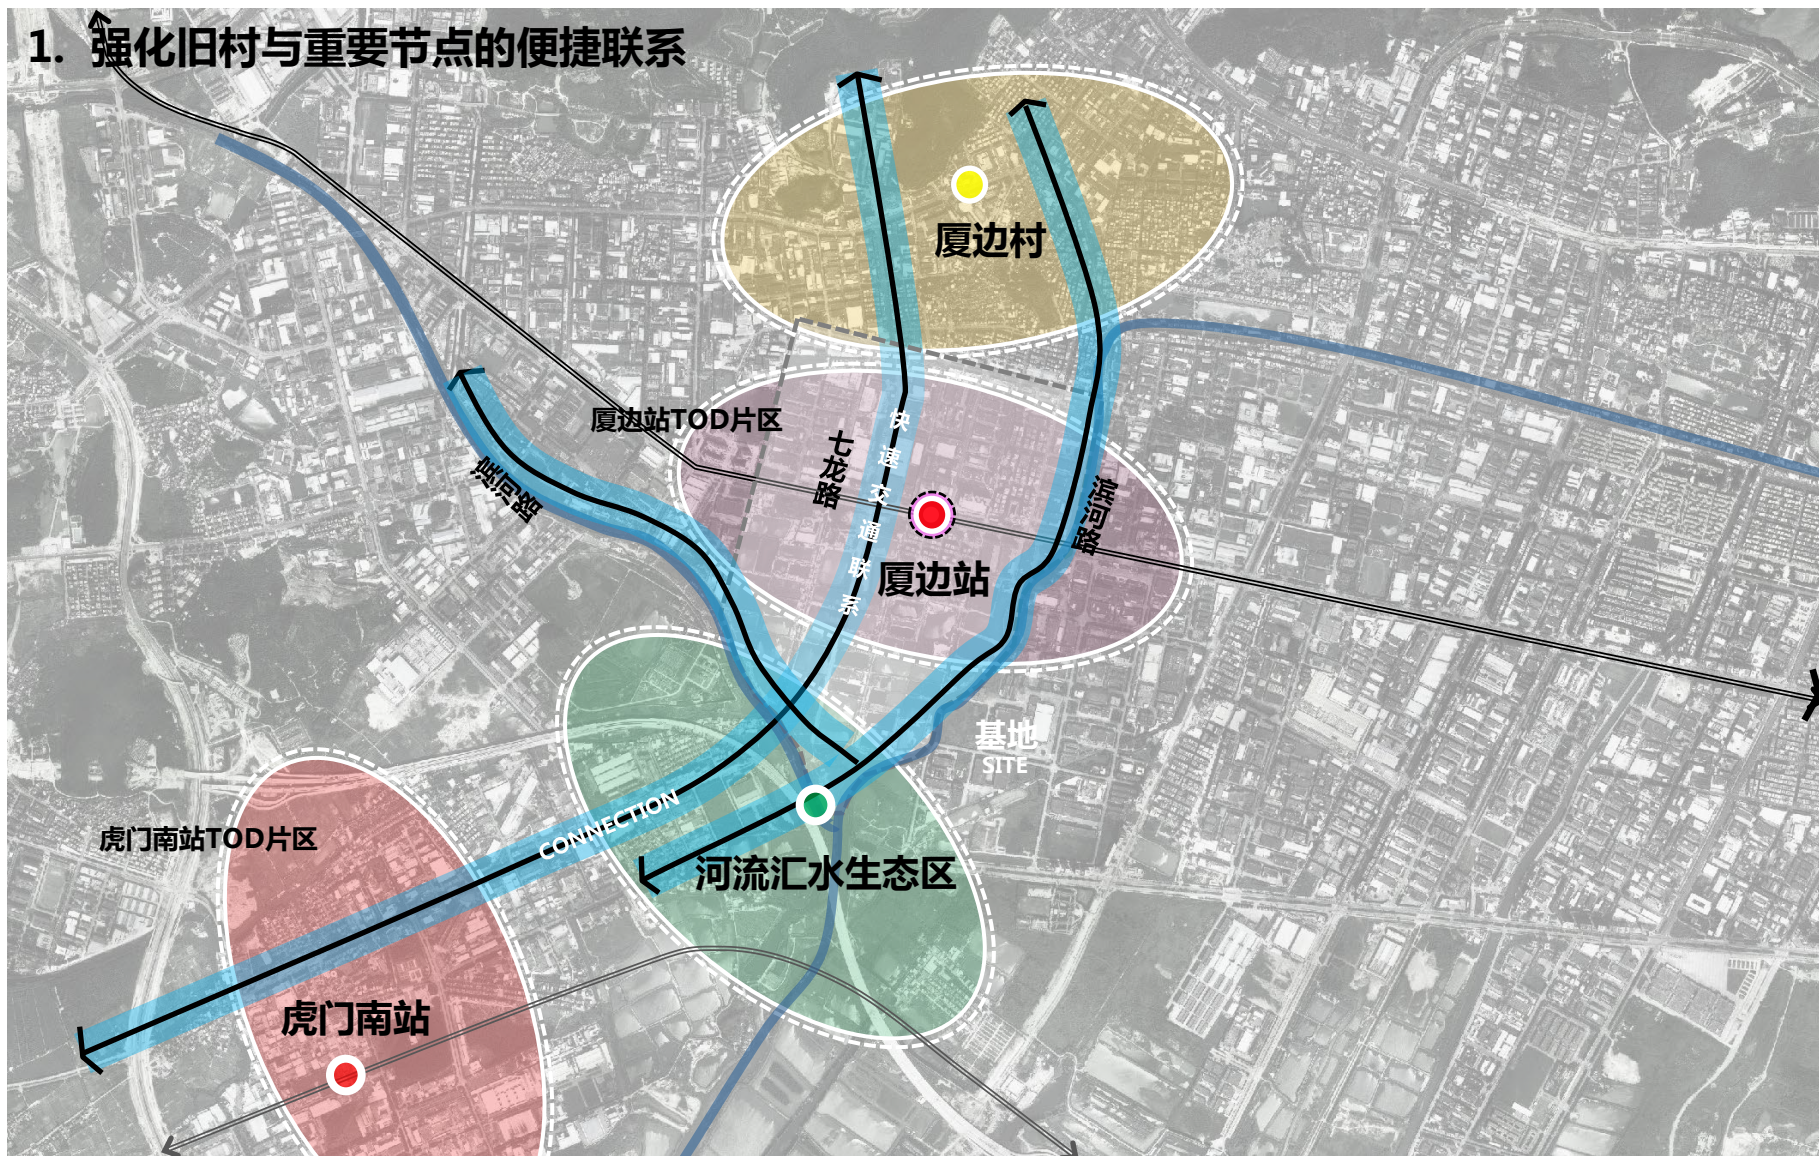 1. 强化旧村与重要节点的便捷联系
厦边村
厦边站TOD片区
七龙路
快速交通联系
滨河路
滨河路
厦边站
基地
SITE
CONNECTION
虎门南站TOD片区
河流汇水生态区
虎门南站